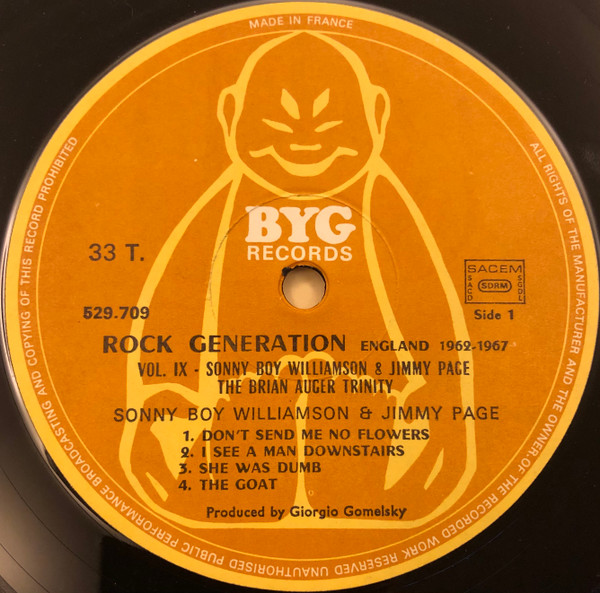 MADE IN FRANCE
ALL RIGHTS OF THE MANUFACTURER AND THE OWNER OF THE RECORDED WORK RESERVED UNAUTHORISED PUBLIC PERFORMANCE BROADCASTING AND COPYING OF THIS RECORD PROHIBITED
BYG
RECORDS
33 T.
SACEM
SACD SDRM SGDL
529.709
Side 1
ROCK GENERATION ENGLAND 1962-1967
VOL. IX - SONNY BOY WILLIAMSON & JIMMY PAGE
THE BRIAN AUGER TRINITY
SONNY BOY WILLIAMSON & JIMMY PAGE
1. DON'T SEND ME NO FLOWERS
2. I SEE A MAN DOWNSTAIRS
3. SHE WAS DUMB
4. THE GOAT
Produced by Giorgio Gomelsky